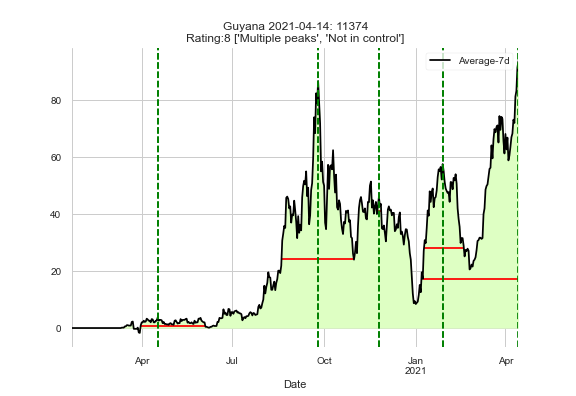 Guyana 2021-04-14: 11374
Rating:8 ['Multiple peaks', 'Not in control']
Average-7d
80
60
40
20
0
Apr Jul Oct Jan Apr
2021
Date